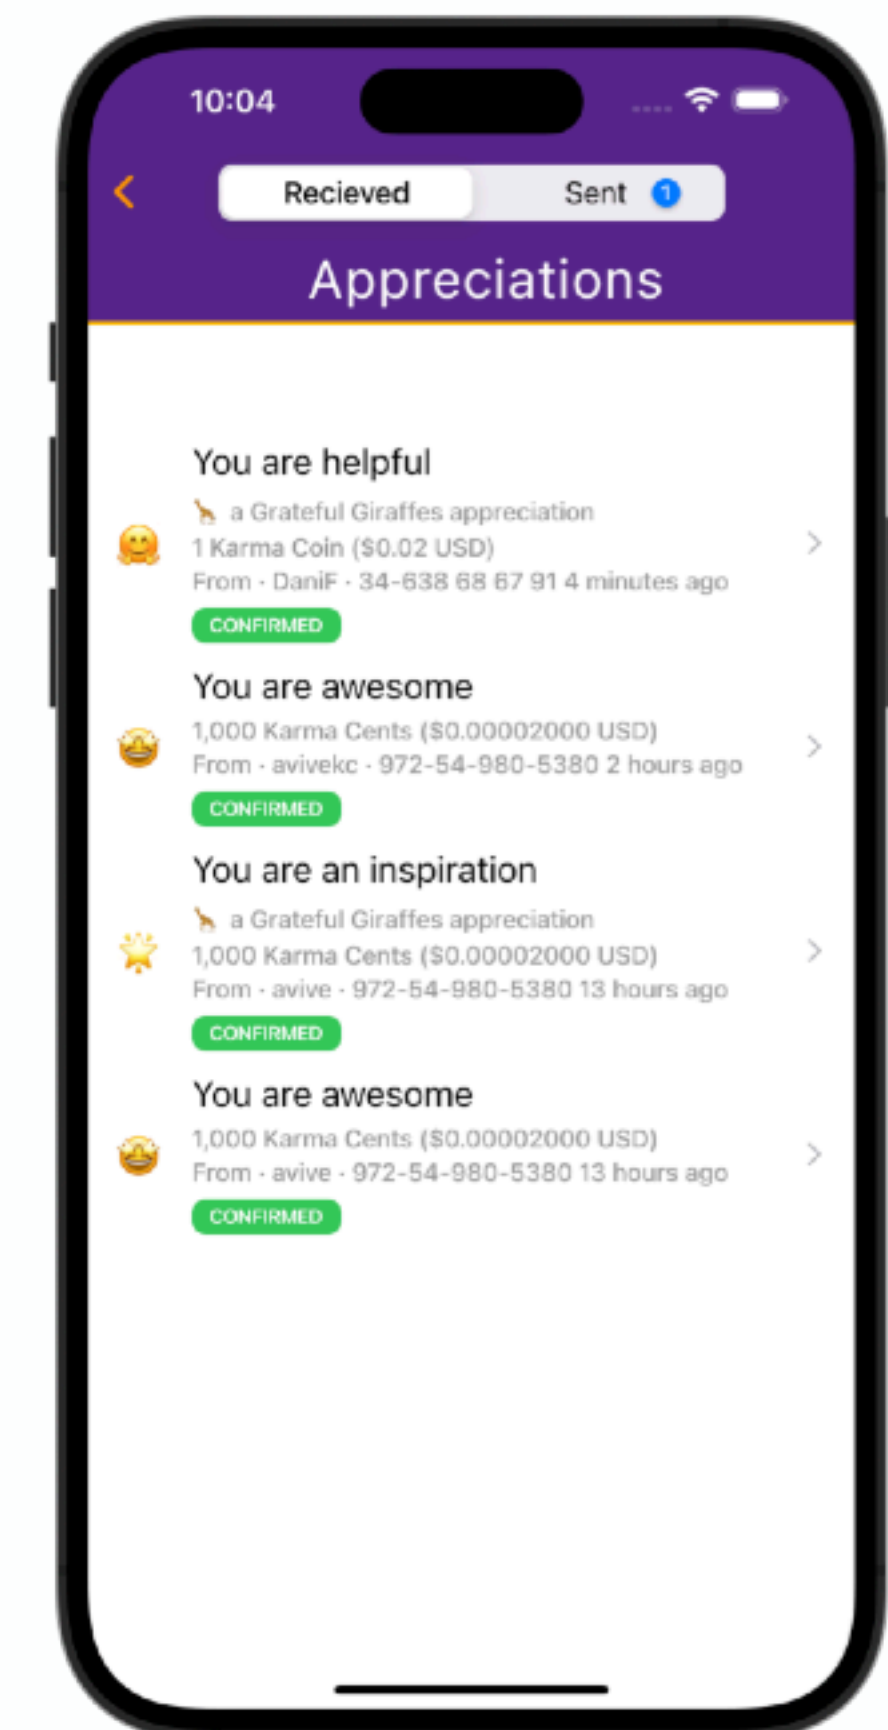 10:04
Recieved
Sent 1
Appreciations
You are helpful
a Grateful Giraffes appreciation
1 Karma Coin ($0.02 USD)
From · DaniF · 34-638 68 67 91 4 minutes ago
CONFIRMED
You are awesome
1,000 Karma Cents ($0.00002000 USD)
From · avivekc · 972-54-980-5380 2 hours ago
CONFIRMED
You are an inspiration
a Grateful Giraffes appreciation
1,000 Karma Cents ($0.00002000 USD)
From · avive · 972-54-980-5380 13 hours ago
CONFIRMED
You are awesome
1,000 Karma Cents ($0.00002000 USD)
From · avive · 972-54-980-5380 13 hours ago
CONFIRMED